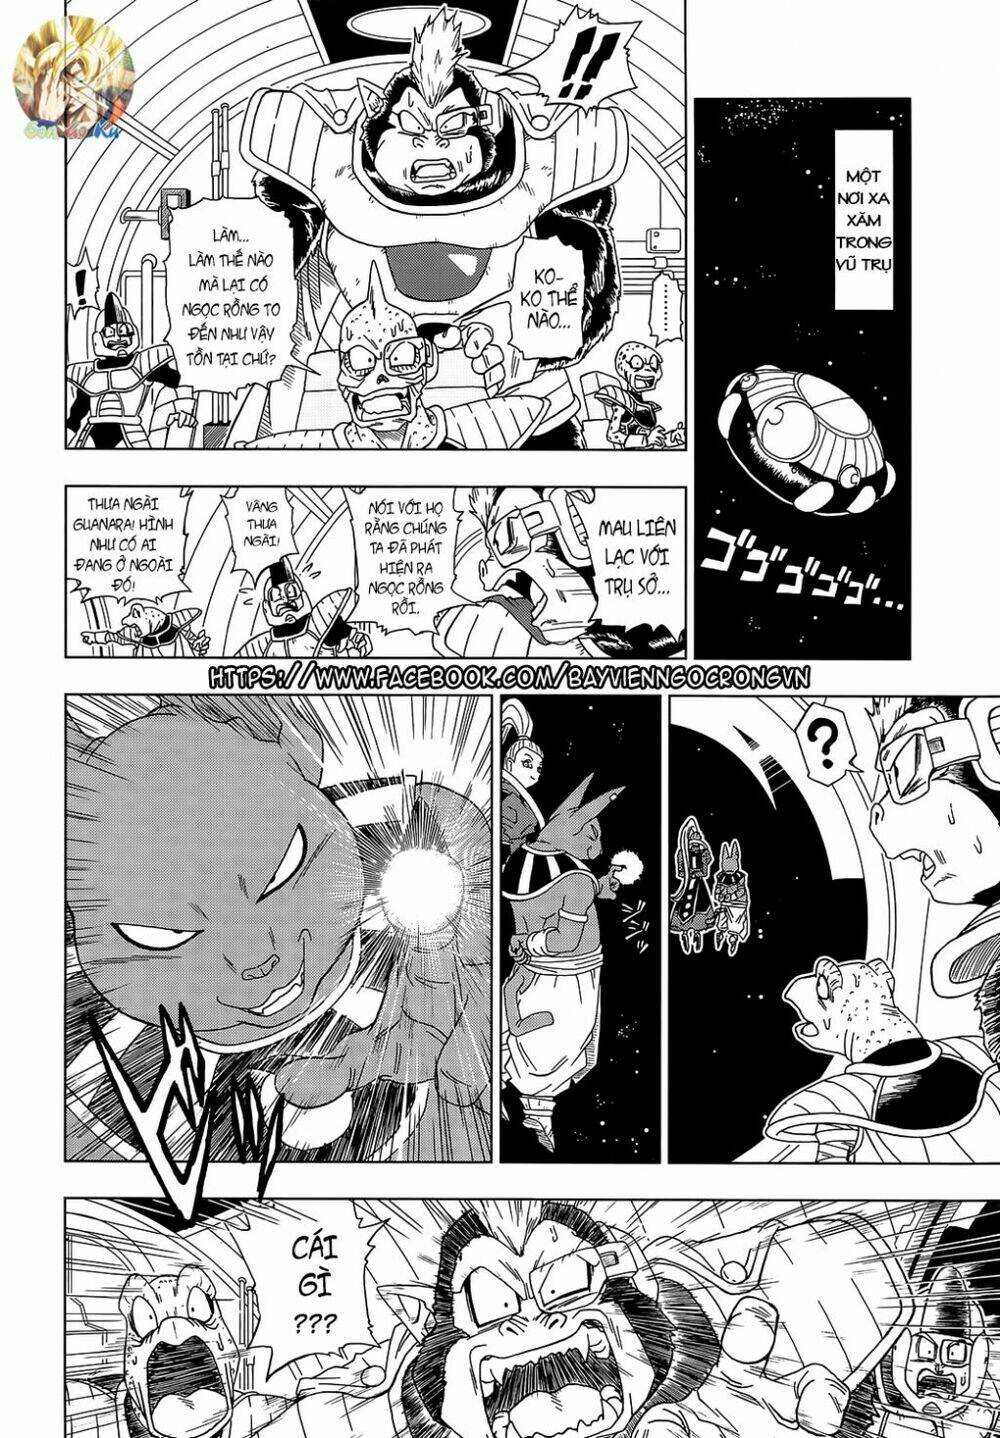 MỘT
NƠI XA
XĂM
TRONG
VŨ TRỤ
ゴゴゴゴゴ...
!!
KO-
KO THỂ
NÀO...
LÀM...
LÀM THẾ NÀO
MÀ LẠI CÓ
NGỌC RỒNG TO
ĐẾN NHƯ VẬY
TỒN TẠI CHỨ?
!
MAU LIÊN
LẠC VỚI
TRỤ SỞ...
NÓI VỚI HỌ
RẰNG CHÚNG
TA ĐÃ PHÁT
HIỆN RA
NGỌC RỒNG
RỒI.
VÂNG
THƯA
NGÀI!
THƯA NGÀI
GUANARA! HÌNH
NHƯ CÓ AI
ĐANG Ở NGOÀI
ĐÓ!
HTTPS://WWW.FACEBOOK.COM/BAYVIENNGOCRONGVN
?
CÁI
GÌ
???